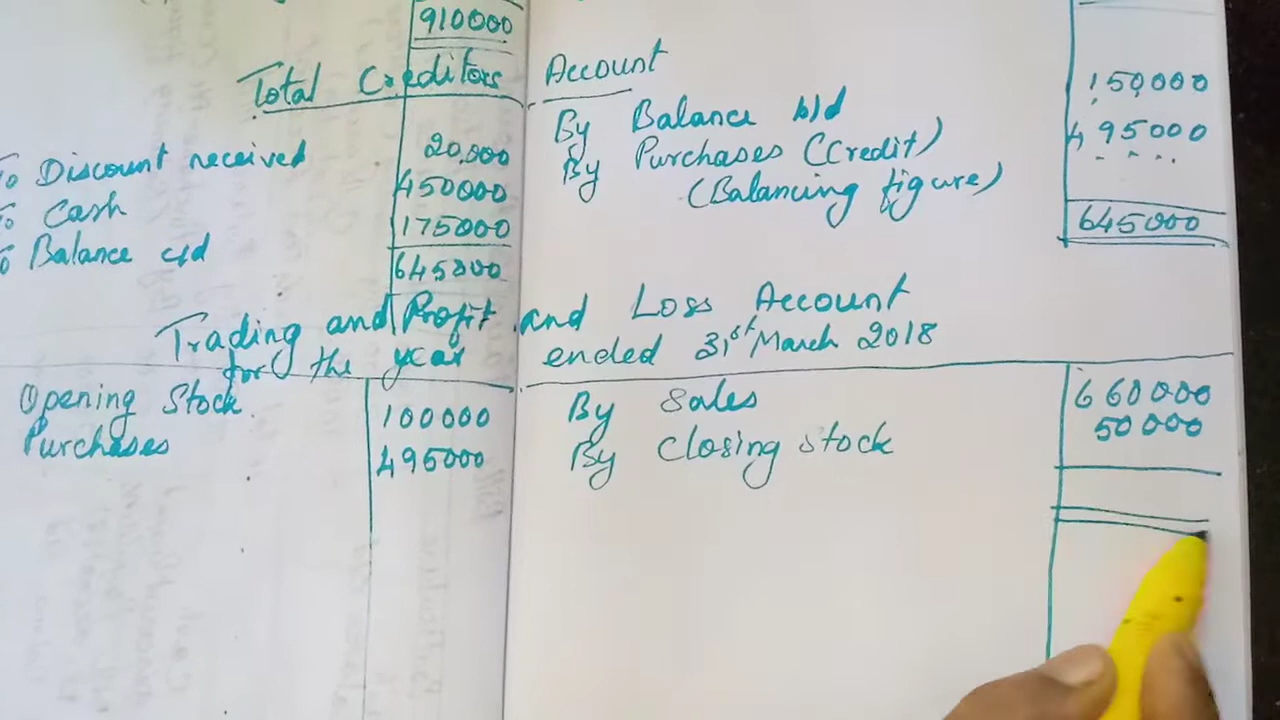 910000
Total Creditors Account
To Discount received 20,000
To Cash 450000
To Balance c/d 175000
645000
By Balance b/d 150000
By Purchases (Credit) 495000
(Balancing figure)
645000
Trading and Profit and Loss Account
for the year ended 31st March 2018
Opening Stock 100000
Purchases 495000
By Sales 660000
By Closing stock 50000